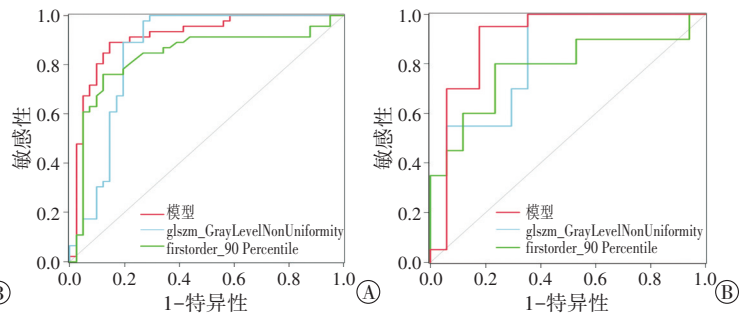 1.0
0.8
0.6
0.4
0.2
0.0
敏感性
模型
glszm_GrayLevelNonUniformity
firstorder_90 Percentile
0.0 0.2 0.4 0.6 0.8 1.0
1-特异性
Ⓐ
1.0
0.8
0.6
0.4
0.2
0.0
敏感性
模型
glszm_GrayLevelNonUniformity
firstorder_90 Percentile
0.0 0.2 0.4 0.6 0.8 1.0
1-特异性
Ⓑ